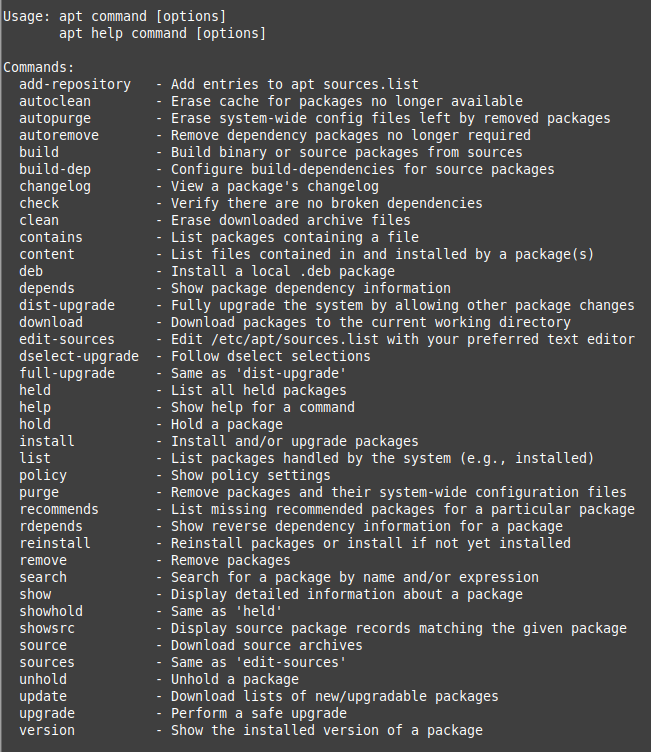 Usage: apt command [options]
       apt help command [options]

Commands:
  add-repository   - Add entries to apt sources.list
  autoclean        - Erase cache for packages no longer available
  autopurge        - Erase system-wide config files left by removed packages
  autoremove       - Remove dependency packages no longer required
  build            - Build binary or source packages from sources
  build-dep        - Configure build-dependencies for source packages
  changelog        - View a package's changelog
  check            - Verify there are no broken dependencies
  clean            - Erase downloaded archive files
  contains         - List packages containing a file
  content          - List files contained in and installed by a package(s)
  deb              - Install a local .deb package
  depends          - Show package dependency information
  dist-upgrade     - Fully upgrade the system by allowing other package changes
  download         - Download packages to the current working directory
  edit-sources     - Edit /etc/apt/sources.list with your preferred text editor
  dselect-upgrade  - Follow dselect selections
  full-upgrade     - Same as 'dist-upgrade'
  held             - List all held packages
  help             - Show help for a command
  hold             - Hold a package
  install          - Install and/or upgrade packages
  list             - List packages handled by the system (e.g., installed)
  policy           - Show policy settings
  purge            - Remove packages and their system-wide configuration files
  recommends       - List missing recommended packages for a particular package
  rdepends         - Show reverse dependency information for a package
  reinstall        - Reinstall packages or install if not yet installed
  remove           - Remove packages
  search           - Search for a package by name and/or expression
  show             - Display detailed information about a package
  showhold         - Same as 'held'
  showsrc          - Display source package records matching the given package
  source           - Download source archives
  sources          - Same as 'edit-sources'
  unhold           - Unhold a package
  update           - Download lists of new/upgradable packages
  upgrade          - Perform a safe upgrade
  version          - Show the installed version of a package